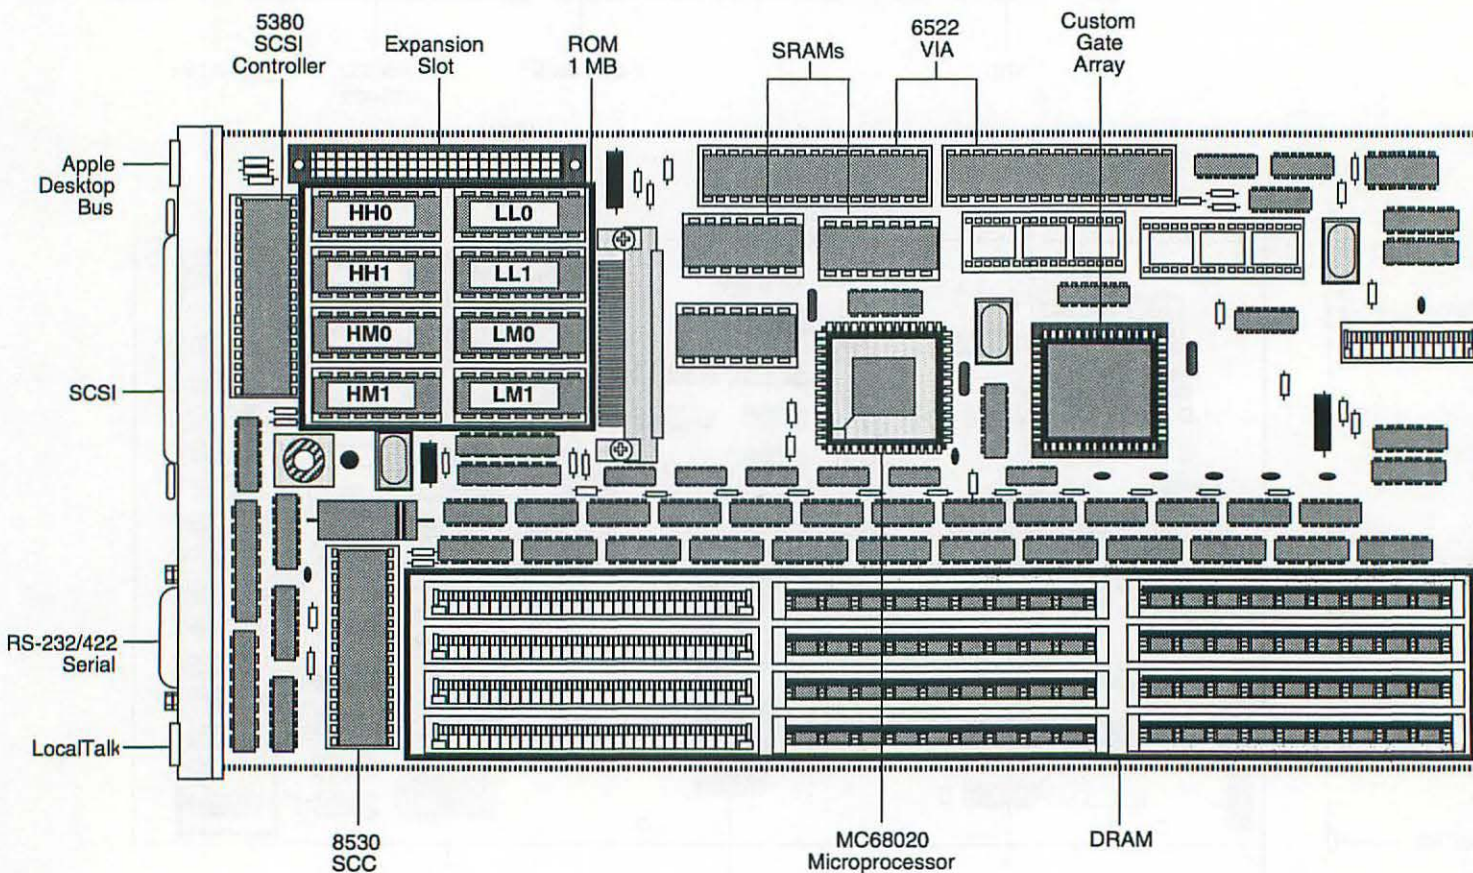 5380
SCSI
Controller
Expansion
Slot
ROM
1 MB
SRAMs
6522
VIA
Custom
Gate
Array
Apple
Desktop
Bus
SCSI
RS-232/422
Serial
LocalTalk
HH0
LL0
HH1
LL1
HM0
LM0
HM1
LM1
8530
SCC
MC68020
Microprocessor
DRAM